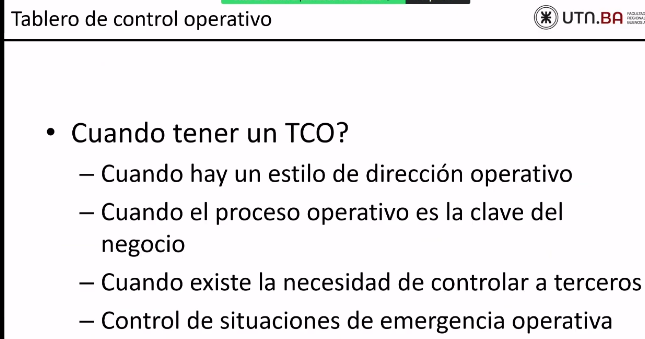 Tablero de control operativo
UTN.BA
• Cuando tener un TCO?
– Cuando hay un estilo de dirección operativo
– Cuando el proceso operativo es la clave del
negocio
– Cuando existe la necesidad de controlar a terceros
– Control de situaciones de emergencia operativa